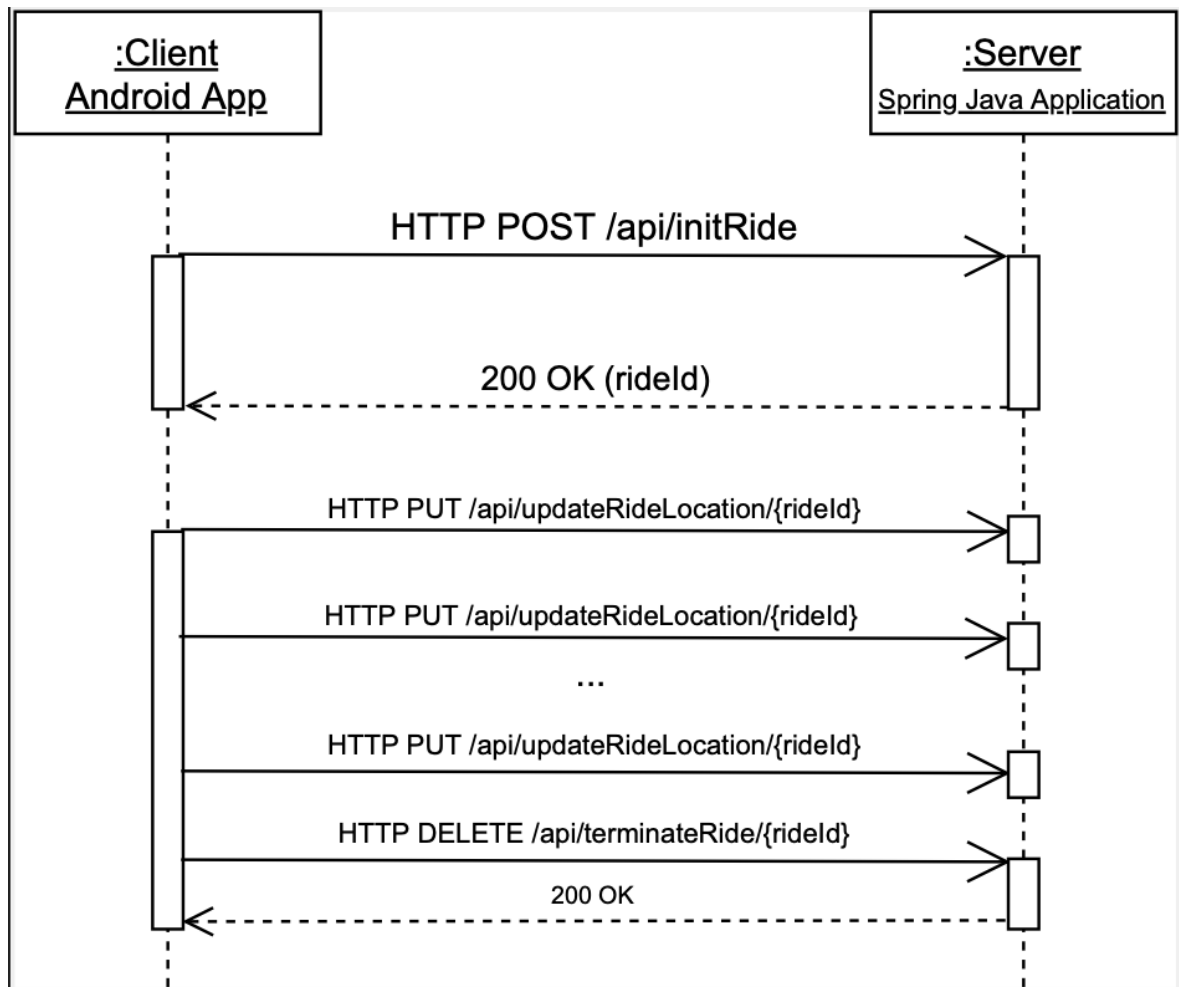 :Client
Android App
:Server
Spring Java Application
HTTP POST /api/initRide
200 OK (rideId)
HTTP PUT /api/updateRideLocation/{rideId}
HTTP PUT /api/updateRideLocation/{rideId}
...
HTTP PUT /api/updateRideLocation/{rideId}
HTTP DELETE /api/terminateRide/{rideId}
200 OK